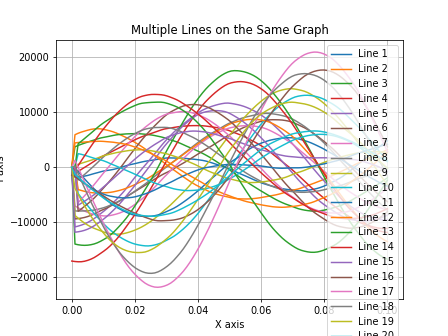 Multiple Lines on the Same Graph
20000
10000
0
−10000
−20000
0.00
0.02
0.04
0.06
X axis
Line 1
Line 2
Line 3
Line 4
Line 5
Line 6
Line 7
Line 8
Line 9
Line 10
Line 11
Line 12
Line 13
Line 14
Line 15
Line 16
Line 17
Line 18
Line 19
Line 20